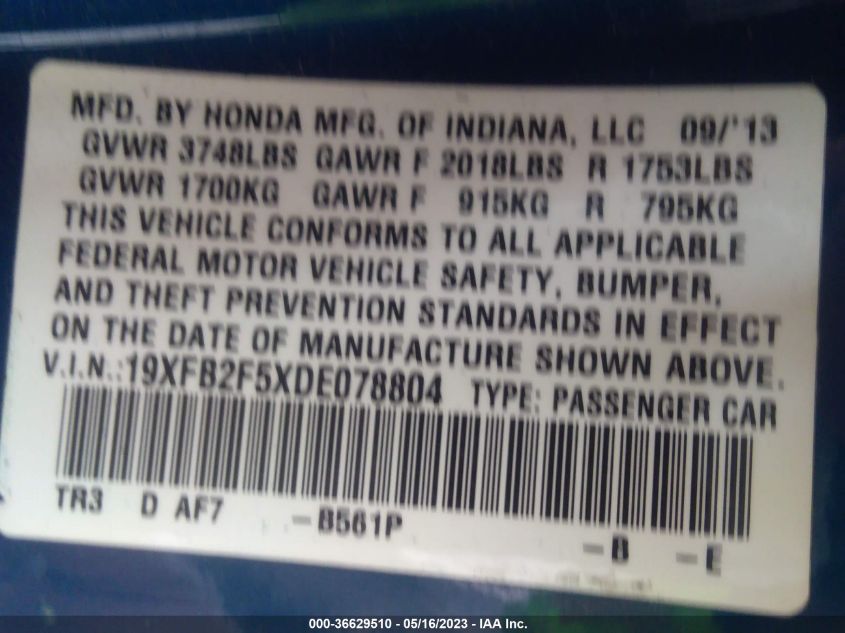 MFD. BY HONDA MFG. OF INDIANA, LLC 09/'13
GVWR 3748LBS GAWR F 2018LBS R 1753LBS
GVWR 1700KG GAWR F 915KG R 795KG
THIS VEHICLE CONFORMS TO ALL APPLICABLE
FEDERAL MOTOR VEHICLE SAFETY, BUMPER,
AND THEFT PREVENTION STANDARDS IN EFFECT
ON THE DATE OF MANUFACTURE SHOWN ABOVE.
V.I.N.:19XFB2F5XDE078804 TYPE: PASSENGER CAR
TR3 D AF7 -B561P -B -E
000-36629510 - 05/16/2023 - IAA Inc.